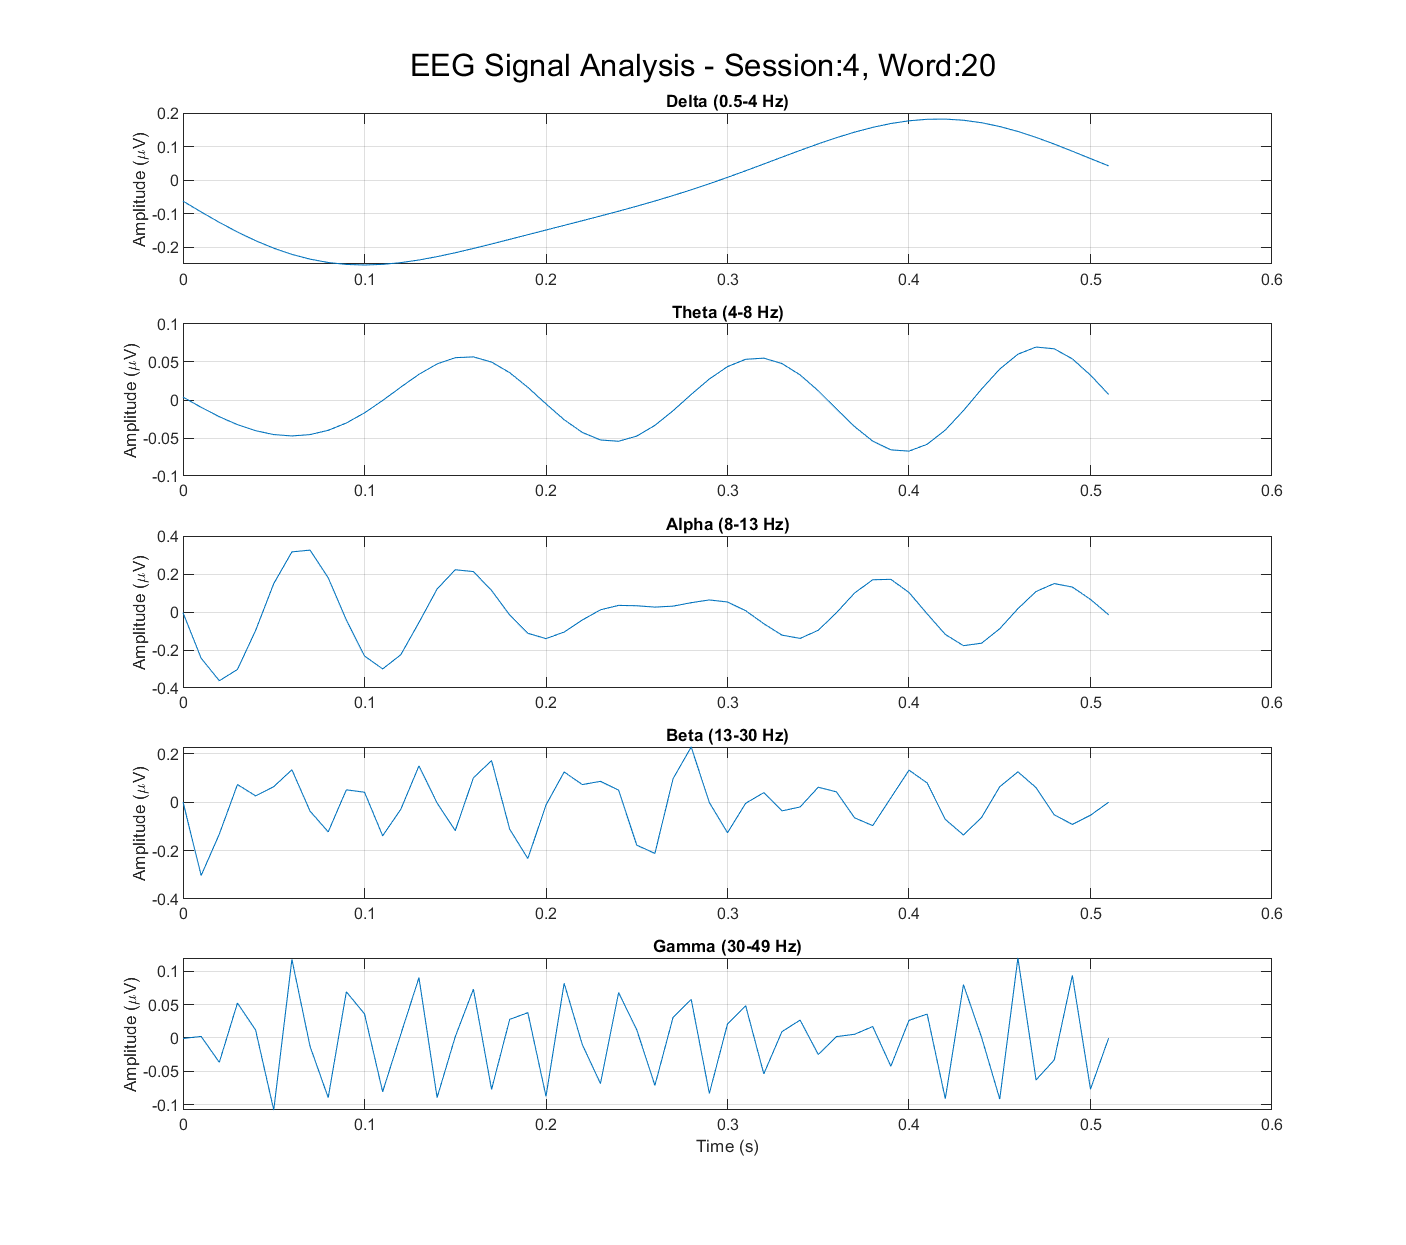 EEG Signal Analysis - Session:4, Word:20
Delta (0.5-4 Hz)
Amplitude (μV)
0.2
0.1
0
-0.1
-0.2
0 0.1 0.2 0.3 0.4 0.5 0.6
Theta (4-8 Hz)
Amplitude (μV)
0.1
0.05
0
-0.05
-0.1
0 0.1 0.2 0.3 0.4 0.5 0.6
Alpha (8-13 Hz)
Amplitude (μV)
0.4
0.2
0
-0.2
-0.4
0 0.1 0.2 0.3 0.4 0.5 0.6
Beta (13-30 Hz)
Amplitude (μV)
0.2
0
-0.2
-0.4
0 0.1 0.2 0.3 0.4 0.5 0.6
Gamma (30-49 Hz)
Amplitude (μV)
0.1
0.05
0
-0.05
-0.1
0 0.1 0.2 0.3 0.4 0.5 0.6
Time (s)